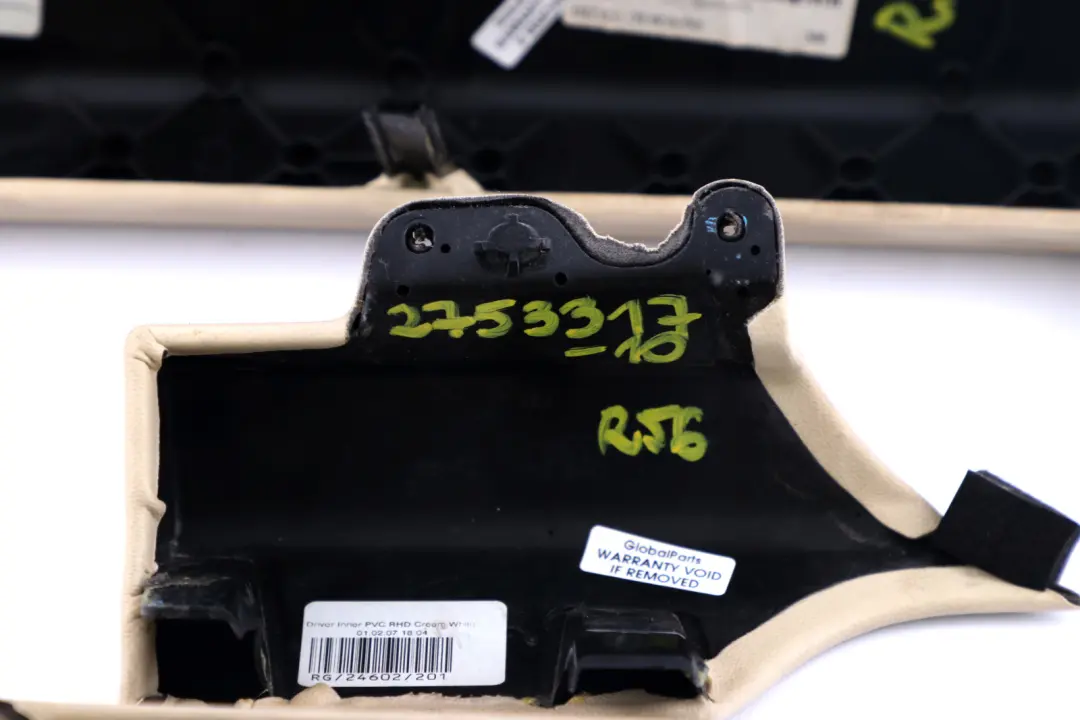 R
2753317
-10
R56
GlobalParts
WARRANTY VOID
IF REMOVED
Driver Inner PVC RHD Cream White
01.02.07 18:04
RG/24602/201